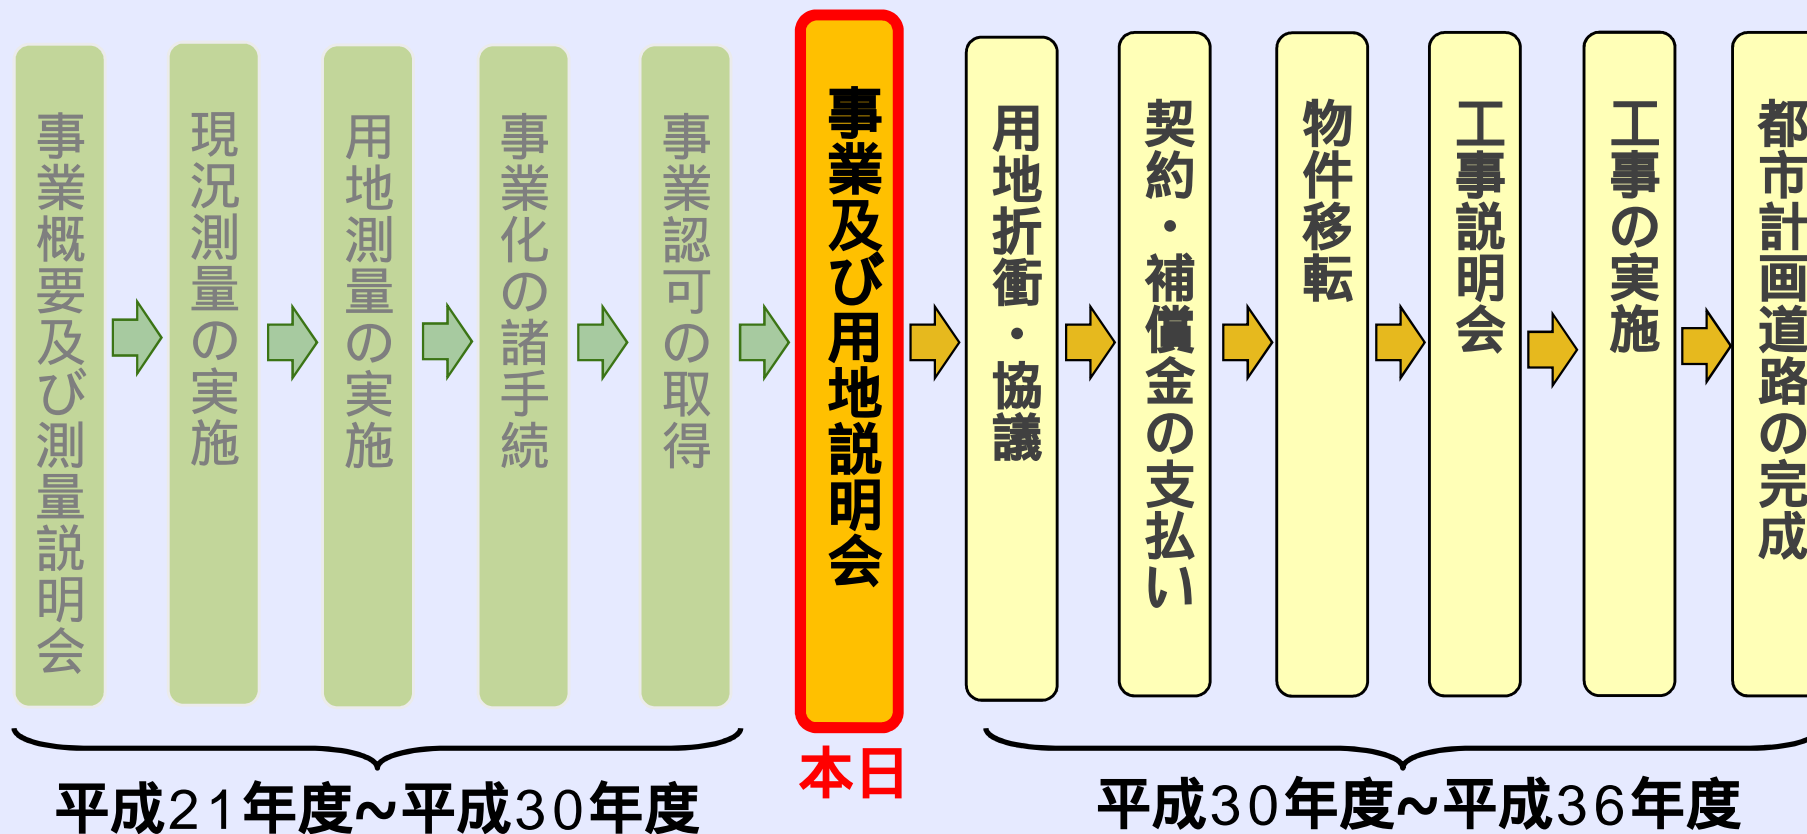 事業概要及び測量説明会
現況測量の実施
用地測量の実施
事業化の諸手続
事業認可の取得
事業及び用地説明会
用地折衝・協議
契約・補償金の支払い
物件移転
工事説明会
工事の実施
都市計画道路の完成
本日
平成21年度~平成30年度
平成30年度~平成36年度